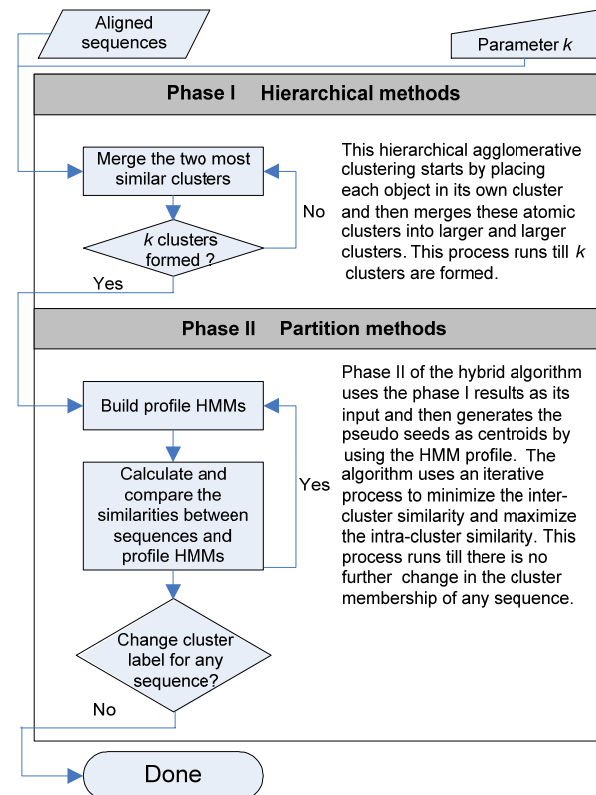 Aligned
sequences
Parameter k
Phase I Hierarchical methods
Merge the two most
similar clusters
k clusters
formed ?
No
Yes
This hierarchical agglomerative
clustering starts by placing
each object in its own cluster
and then merges these atomic
clusters into larger and larger
clusters. This process runs till k
clusters are formed.
Phase II Partition methods
Build profile HMMs
Calculate and
compare the
similarities between
sequences and
profile HMMs
Yes
Change cluster
label for any
sequence?
No
Phase II of the hybrid algorithm
uses the phase I results as its
input and then generates the
pseudo seeds as centroids by
using the HMM profile. The
algorithm uses an iterative
process to minimize the inter-
cluster similarity and maximize
the intra-cluster similarity. This
process runs till there is no
further change in the cluster
membership of any sequence.
Done